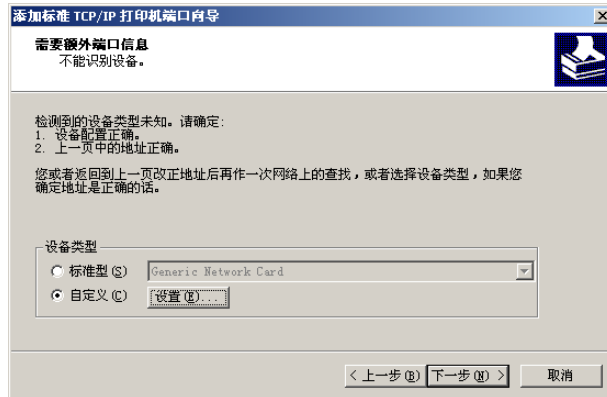 添加标准 TCP/IP 打印机端口向导
需要额外端口信息
不能识别设备。
检测到的设备类型未知。请确定:
1. 设备配置正确。
2. 上一页中的地址正确。
您或者返回到上一页改正地址后再作一次网络上的查找，或者选择设备类型，如果您
确定地址是正确的话。
设备类型
标准型(S)
Generic Network Card
自定义(C)
设置(E)...
< 上一步(B)
下一步(N) >
取消